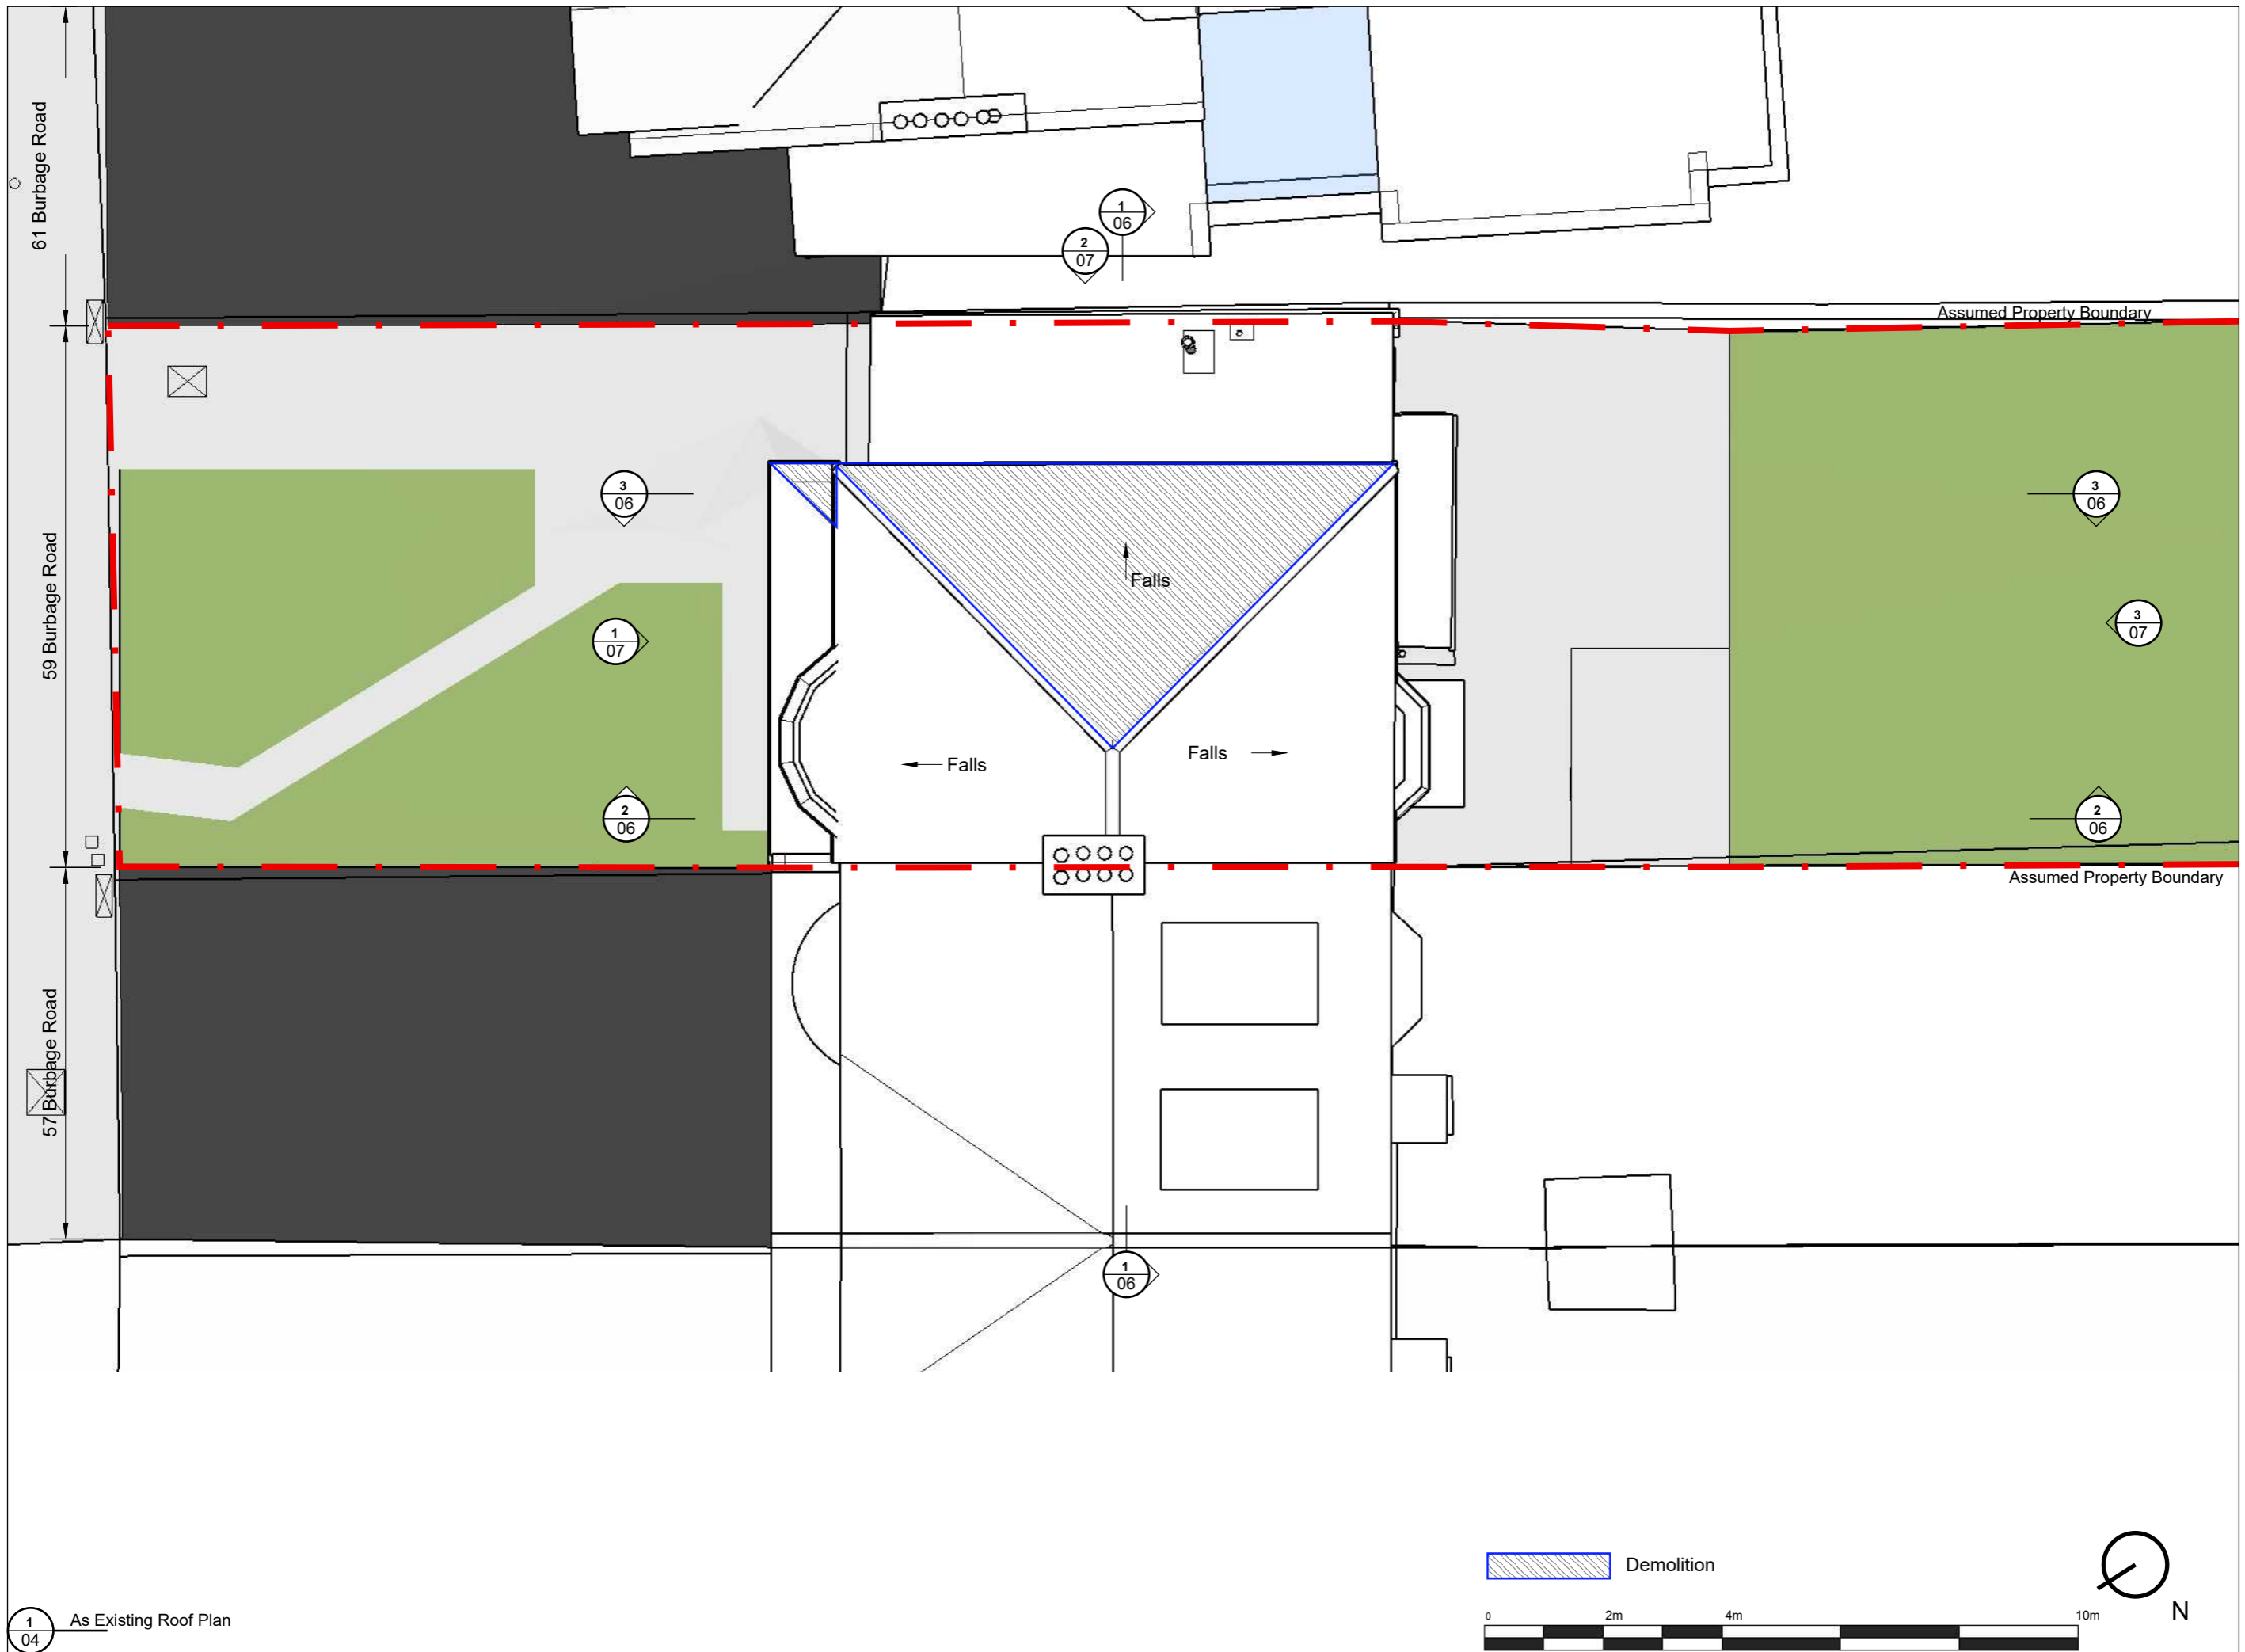 61 Burbage Road
1
06
2
07
Assumed Property Boundary
3
06
3
06
59 Burbage Road
Falls
1
07
3
07
Falls
Falls
2
06
2
06
Assumed Property Boundary
57 Burbage Road
1
06
Demolition
N
0
2m
4m
10m
1
04
As Existing Roof Plan